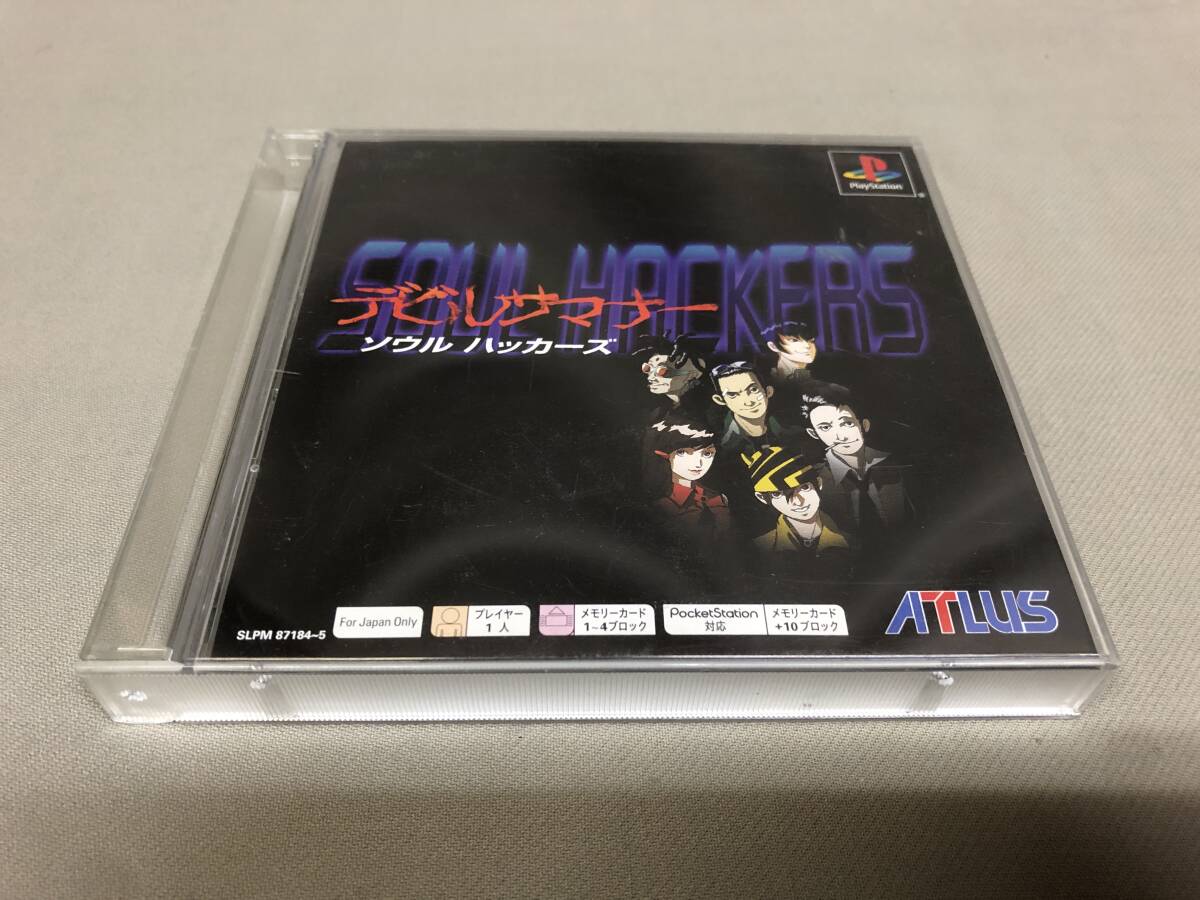 PlayStation
SOUL HACKERS
デビルサマナー
ソウル ハッカーズ
SLPM 87184~5
For Japan Only
プレイヤー
1人
メモリーカード
1~4ブロック
PocketStation
対応
メモリーカード
+10ブロック
ATLUS